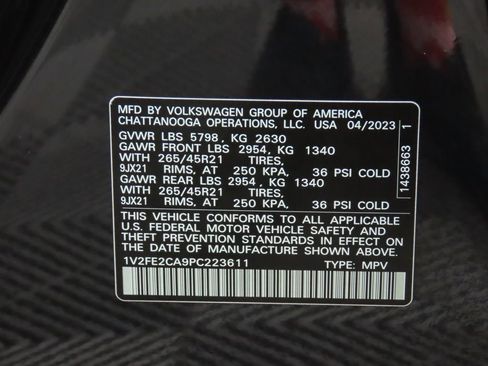 MFD BY VOLKSWAGEN GROUP OF AMERICA
CHATTANOOGA OPERATIONS, LLC. USA 04/2023
GVWR LBS 5798, KG 2630
GAWR FRONT LBS 2954, KG 1340
WITH 265/45R21 TIRES,
9JX21 RIMS, AT 250 KPA, 36 PSI COLD
GAWR REAR LBS 2954, KG 1340
WITH 265/45R21 TIRES,
9JX21 RIMS, AT 250 KPA, 36 PSI COLD
THIS VEHICLE CONFORMS TO ALL APPLICABLE
U.S. FEDERAL MOTOR VEHICLE SAFETY AND
THEFT PREVENTION STANDARDS IN EFFECT ON
THE DATE OF MANUFACTURE SHOWN ABOVE
1V2FE2CA9PC223611 TYPE: MPV
1438663 1